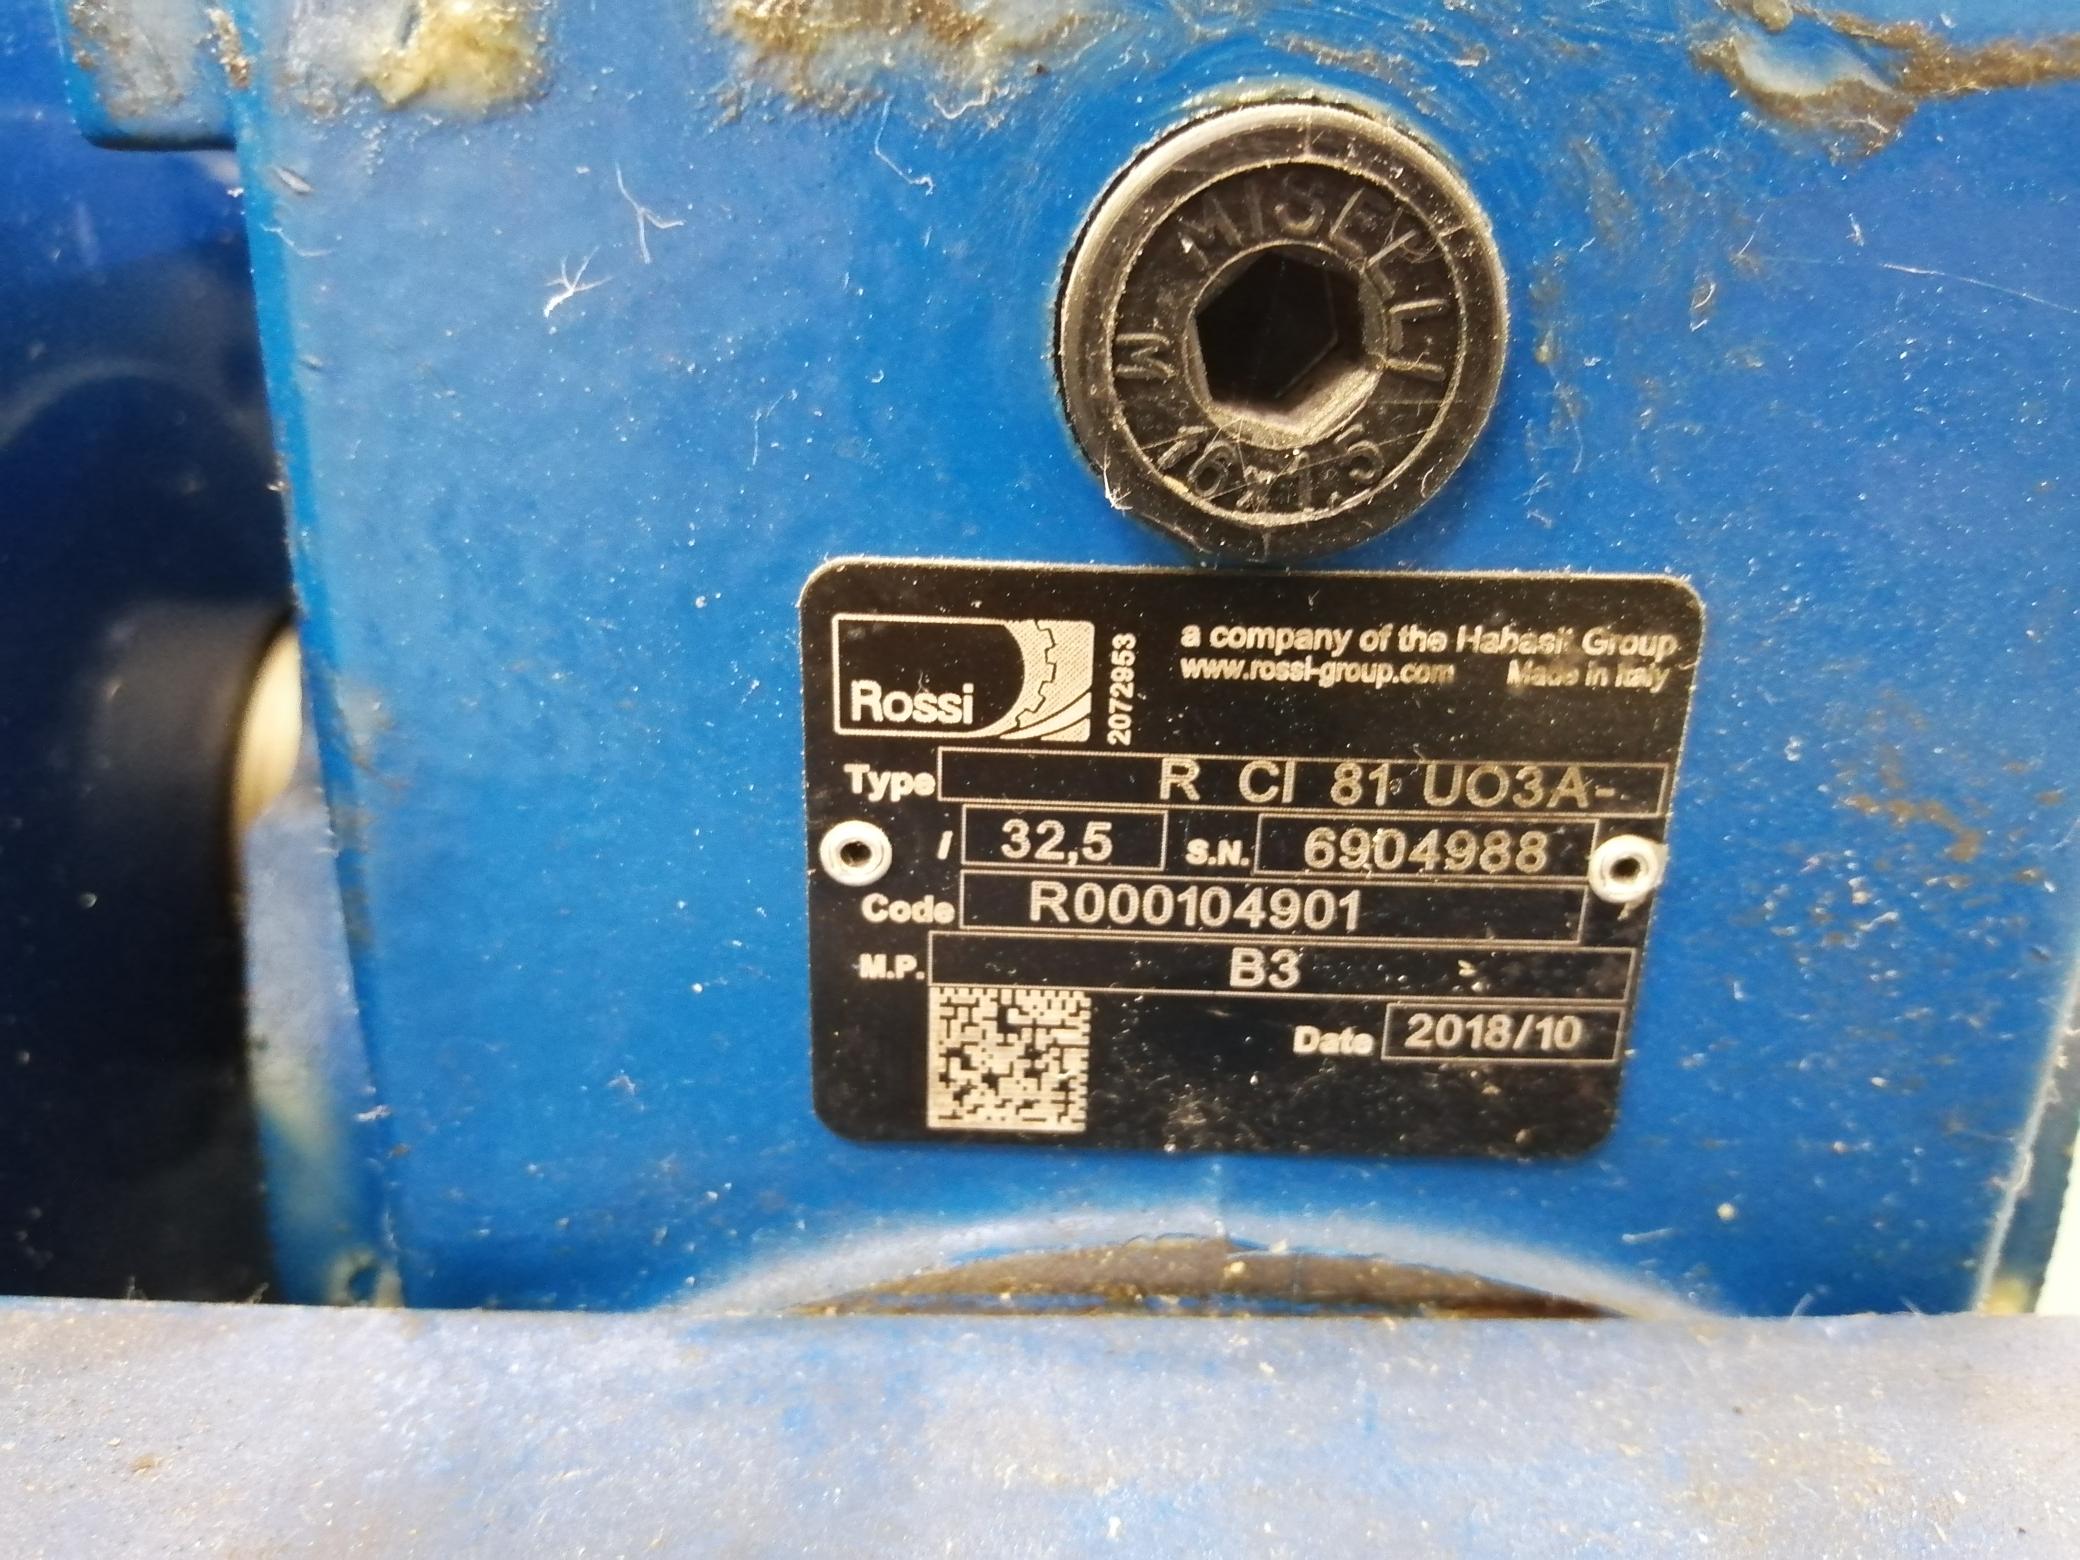 MISELLI
M 16x1.5
Rossi
2072953
a company of the Habasit Group
www.rossi-group.com Made in Italy
Type R CI 81 UO3A-
i 32,5 S.N. 6904988
Code R000104901
M.P. B3
Date 2018/10